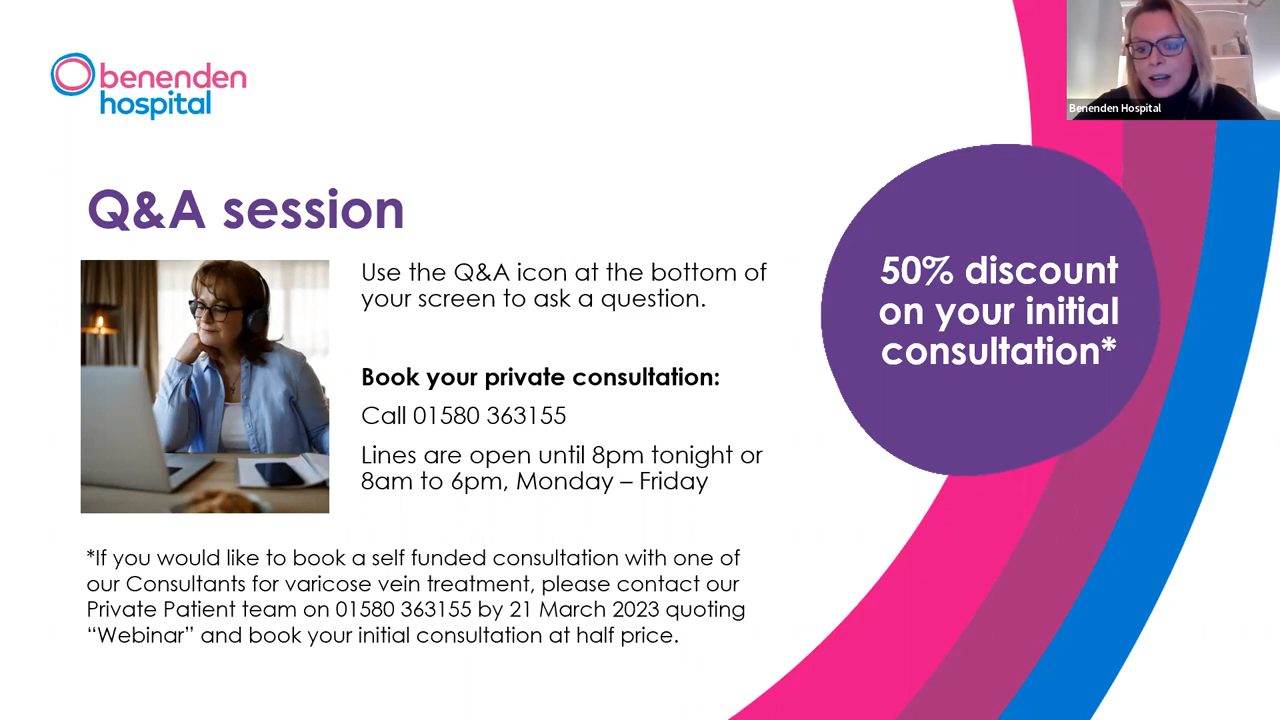 benenden
hospital
Benenden Hospital
Q&A session
Use the Q&A icon at the bottom of
your screen to ask a question.
Book your private consultation:
Call 01580 363155
Lines are open until 8pm tonight or
8am to 6pm, Monday – Friday
50% discount
on your initial
consultation*
*If you would like to book a self funded consultation with one of
our Consultants for varicose vein treatment, please contact our
Private Patient team on 01580 363155 by 21 March 2023 quoting
“Webinar” and book your initial consultation at half price.